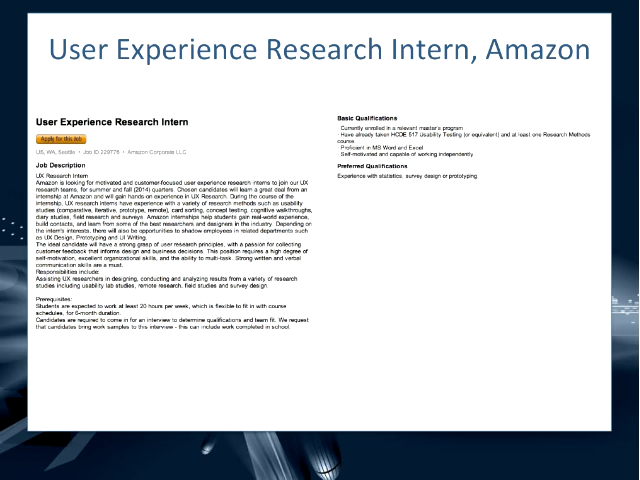 User Experience Research Intern, Amazon
User Experience Research Intern
Apply for this Job
US, WA, Seattle • Job ID 229778 • Amazon Corporate LLC
Job Description
UX Research Intern
Amazon is looking for motivated and customer-focused user experience research interns to join our UX
research teams, for summer and fall (2014) quarters. Chosen candidates will learn a great deal from an
internship at Amazon and will gain hands-on experience in UX Research. During the course of the
internship, UX research interns have experience with a variety of research methods such as usability
studies (comparative, iterative, prototype, remote), card sorting, concept testing, cognitive walkthroughs,
diary studies, field research and surveys. Amazon internships help students gain real-world experience,
build contacts, and learn from some of the best researchers and designers in the industry. Depending on
the intern's interests, there will also be opportunities to shadow employees in related departments such
as UX Design, Prototyping and UI Writing.
The ideal candidate will have a strong grasp of user research principles, with a passion for collecting
customer feedback that informs design and business decisions. This position requires a high degree of
self-motivation, excellent organizational skills, and the ability to multi-task. Strong written and verbal
communication skills are a must.
Responsibilities include:
Assisting UX researchers in designing, conducting and analyzing results from a variety of research
studies including usability lab studies, remote research, field studies and survey design.
Prerequisites:
Students are expected to work at least 20 hours per week, which is flexible to fit in with course
schedules, for 6-month duration.
Candidates are required to come in for an interview to determine qualifications and team fit. We request
that candidates bring work samples to this interview - this can include work completed in school.
Basic Qualifications
· Currently enrolled in a relevant master's program
· Have already taken HCDE 517 Usability Testing (or equivalent) and at least one Research Methods
course.
· Proficient in MS Word and Excel
· Self-motivated and capable of working independently
Preferred Qualifications
Experience with statistics, survey design or prototyping